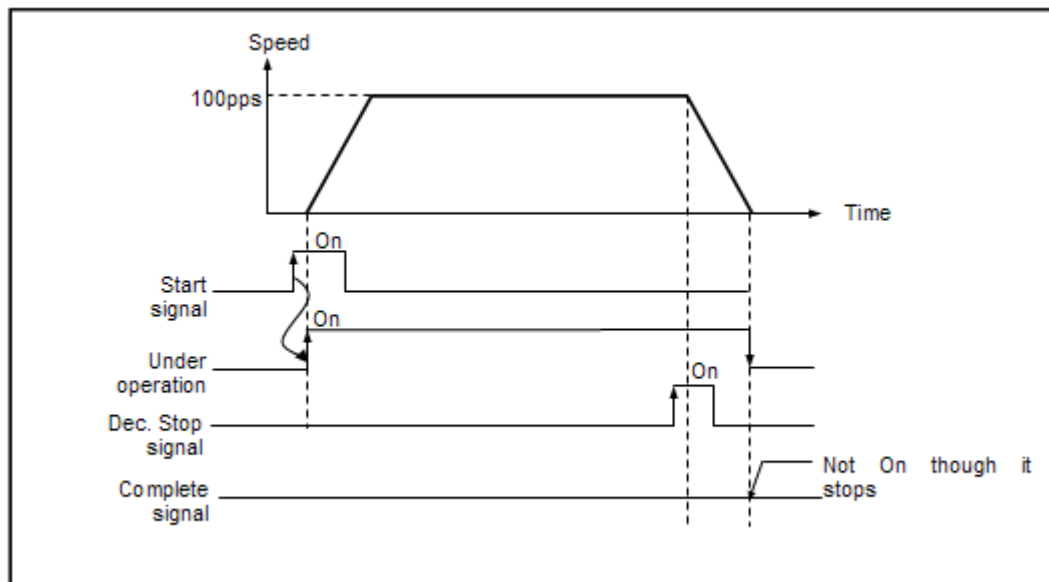 Speed
100pps
Time
On
Start
signal
On
Under
operation
On
Dec. Stop
signal
Not On though it
stops
Complete
signal